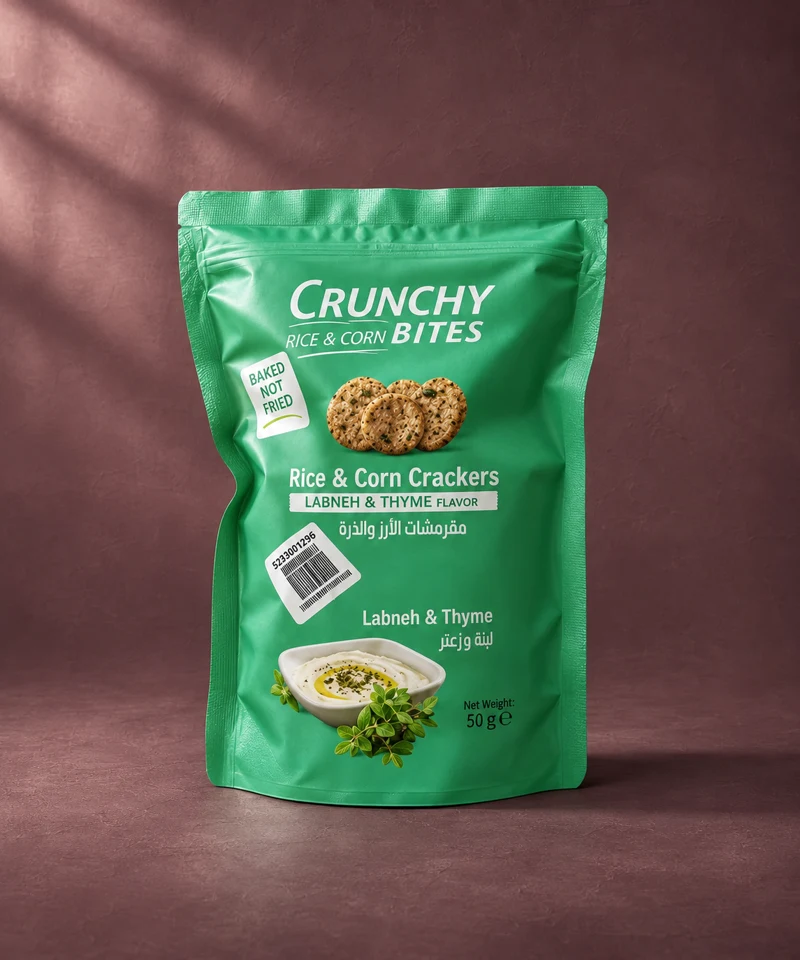 CRUNCHY
RICE & CORN BITES
BAKED
NOT
FRIED
Rice & Corn Crackers
LABNEH & THYME FLAVOR
مقرمشات الأرز والذرة
5233001296
Labneh & Thyme
لبنة وزعتر
Net Weight:
50 g ℮